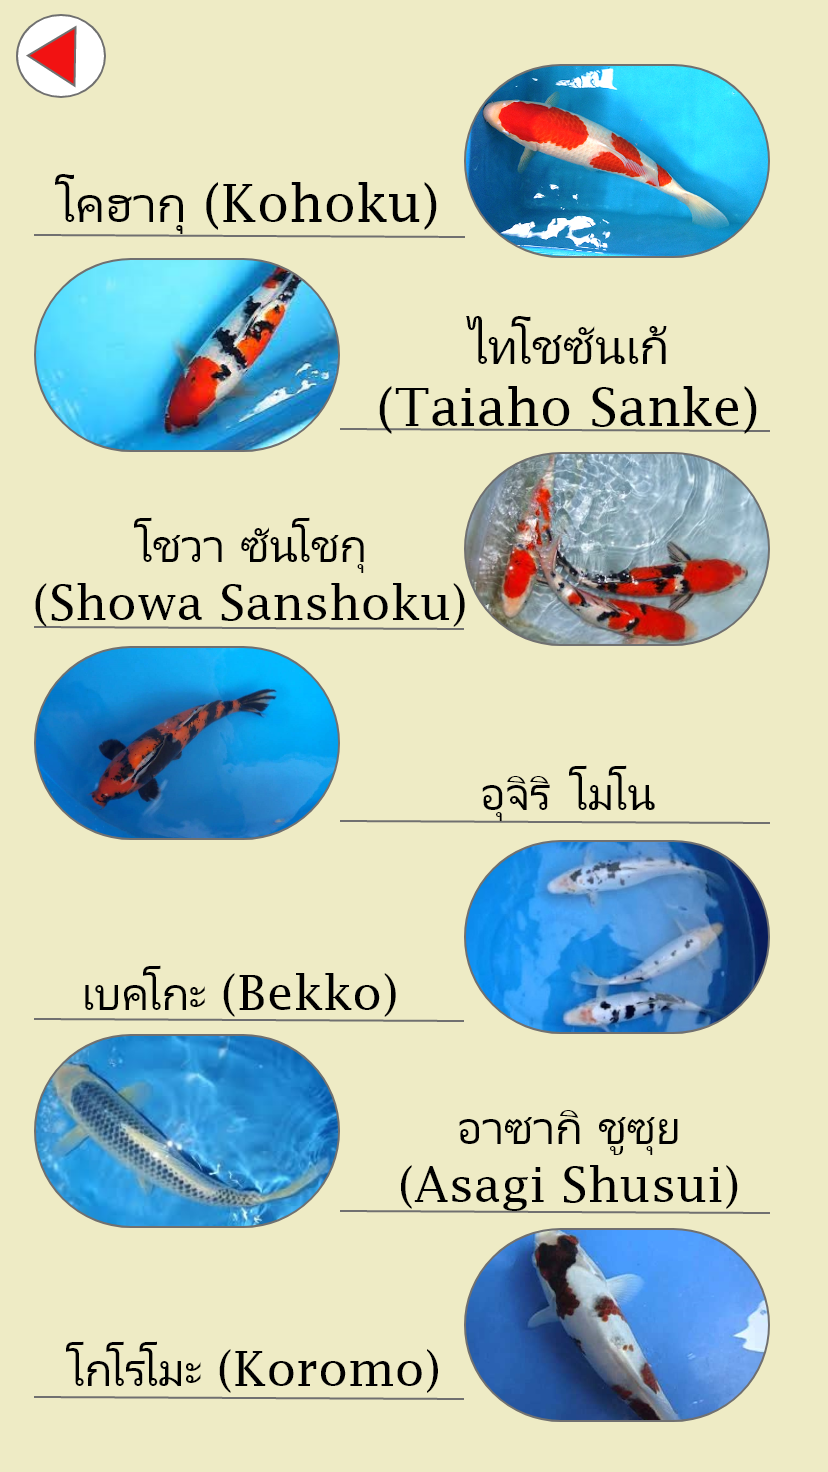 โคฮากุ (Kohoku)
ไทโชซันเก้
(Taiaho Sanke)
โชวา ซันโชกุ
(Showa Sanshoku)
อุจิริ โมโน
เบคโกะ (Bekko)
อาซากิ ชูซุย
(Asagi Shusui)
โกโรโมะ (Koromo)